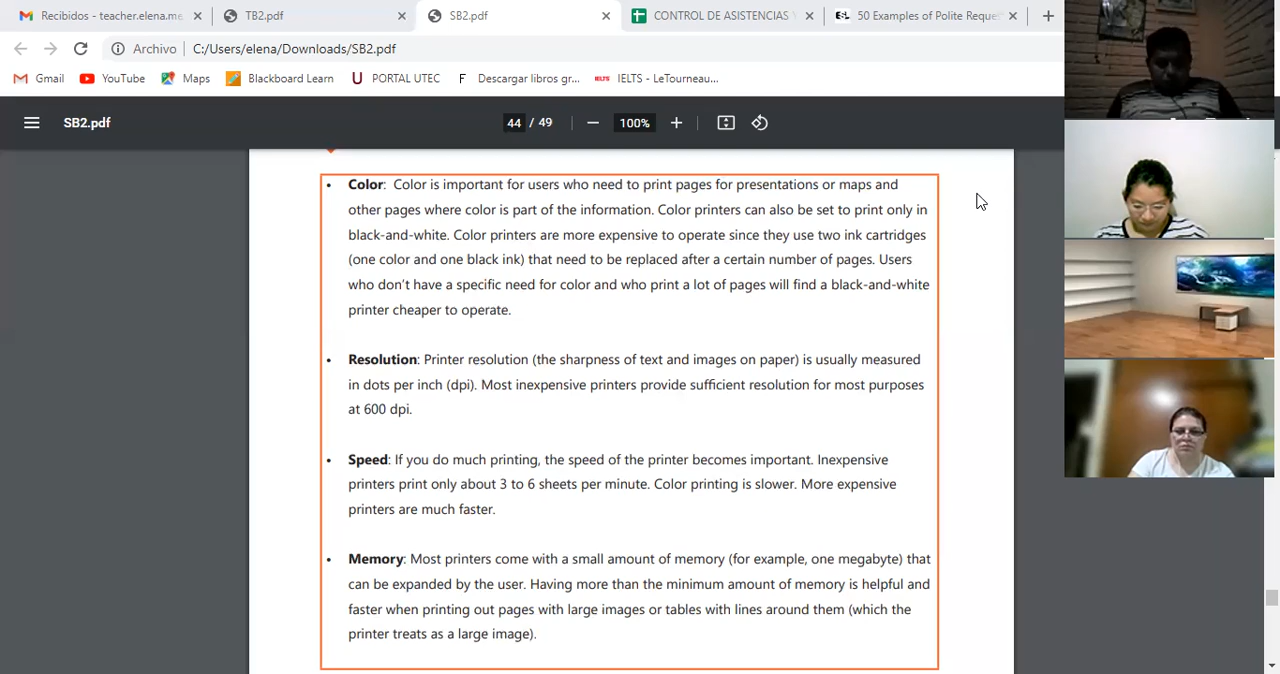 Recibidos - teacher.elena.me
TB2.pdf
SB2.pdf
CONTROL DE ASISTENCIAS
50 Examples of Polite Reque
Archivo
C:/Users/elena/Downloads/SB2.pdf
Gmail
YouTube
Maps
Blackboard Learn
U PORTAL UTEC
F Descargar libros gr...
IELTS IELTS - LeTourneau...
SB2.pdf
44 / 49
100%
• Color: Color is important for users who need to print pages for presentations or maps and
other pages where color is part of the information. Color printers can also be set to print only in
black-and-white. Color printers are more expensive to operate since they use two ink cartridges
(one color and one black ink) that need to be replaced after a certain number of pages. Users
who don't have a specific need for color and who print a lot of pages will find a black-and-white
printer cheaper to operate.
• Resolution: Printer resolution (the sharpness of text and images on paper) is usually measured
in dots per inch (dpi). Most inexpensive printers provide sufficient resolution for most purposes
at 600 dpi.
• Speed: If you do much printing, the speed of the printer becomes important. Inexpensive
printers print only about 3 to 6 sheets per minute. Color printing is slower. More expensive
printers are much faster.
• Memory: Most printers come with a small amount of memory (for example, one megabyte) that
can be expanded by the user. Having more than the minimum amount of memory is helpful and
faster when printing out pages with large images or tables with lines around them (which the
printer treats as a large image).